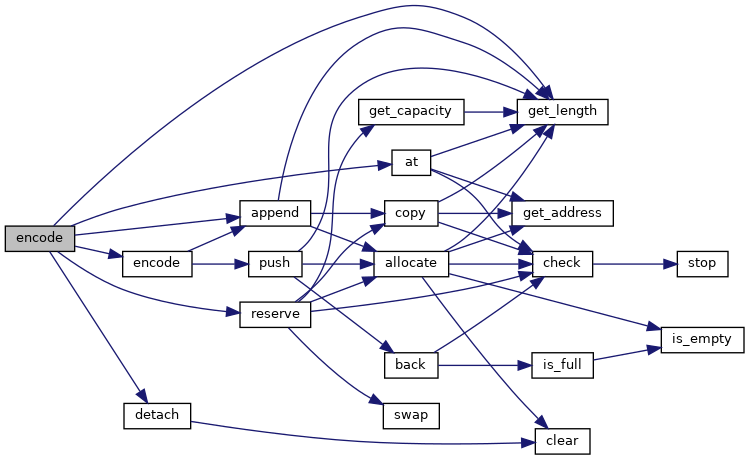 encode
encode
detach
append
push
reserve
get_capacity
at
copy
allocate
back
swap
get_length
get_address
check
is_full
clear
stop
is_empty